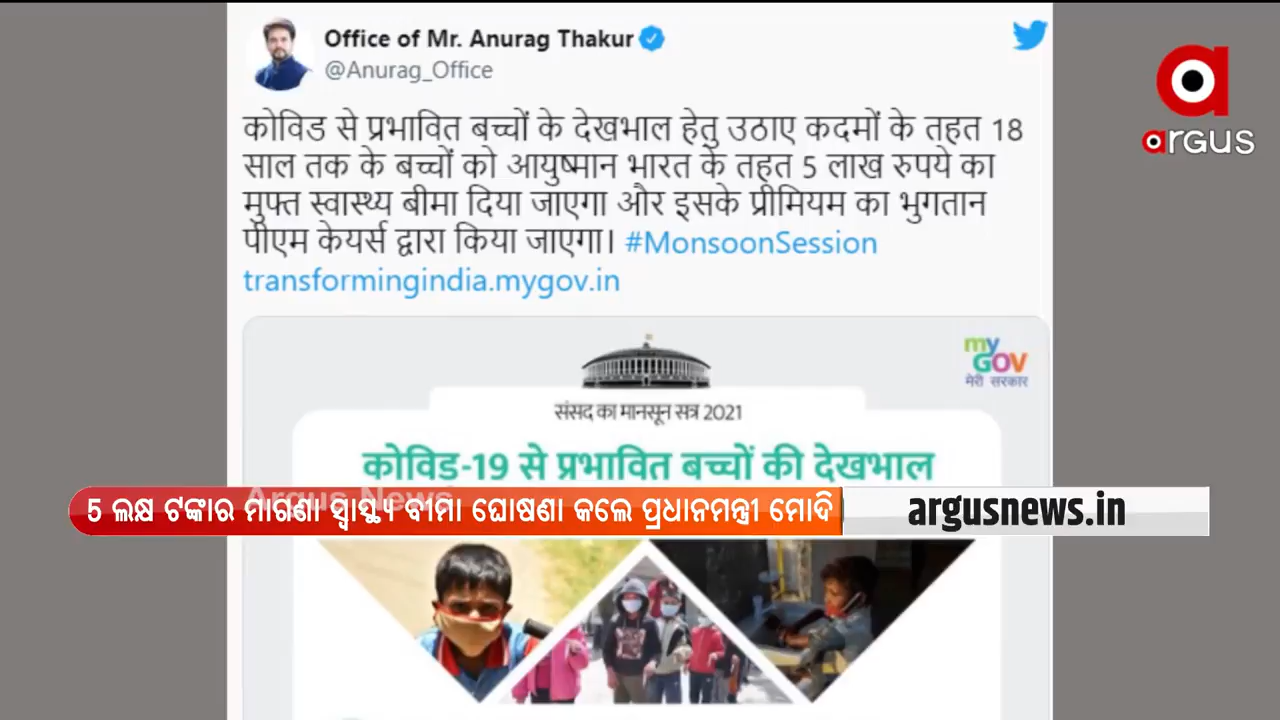 Office of Mr. Anurag Thakur
@Anurag_Office
कोविड से प्रभावित बच्चों के देखभाल हेतु उठाए कदमों के तहत 18
साल तक के बच्चों को आयुष्मान भारत के तहत 5 लाख रुपये का
मुफ्त स्वास्थ्य बीमा दिया जाएगा और इसके प्रीमियम का भुगतान
पीएम केयर्स द्वारा किया जाएगा। #MonsoonSession
transformingindia.mygov.in
argus
my
GOV
मेरी सरकार
संसद का मानसून सत्र 2021
कोविड-19 से प्रभावित बच्चों की देखभाल
Argus News
5 ଲକ୍ଷ ଟଙ୍କାର ମାଗଣା ସ୍ୱାସ୍ଥ୍ୟ ବୀମା ଘୋଷଣା କଲେ ପ୍ରଧାନମନ୍ତ୍ରୀ ମୋଦି
argusnews.in